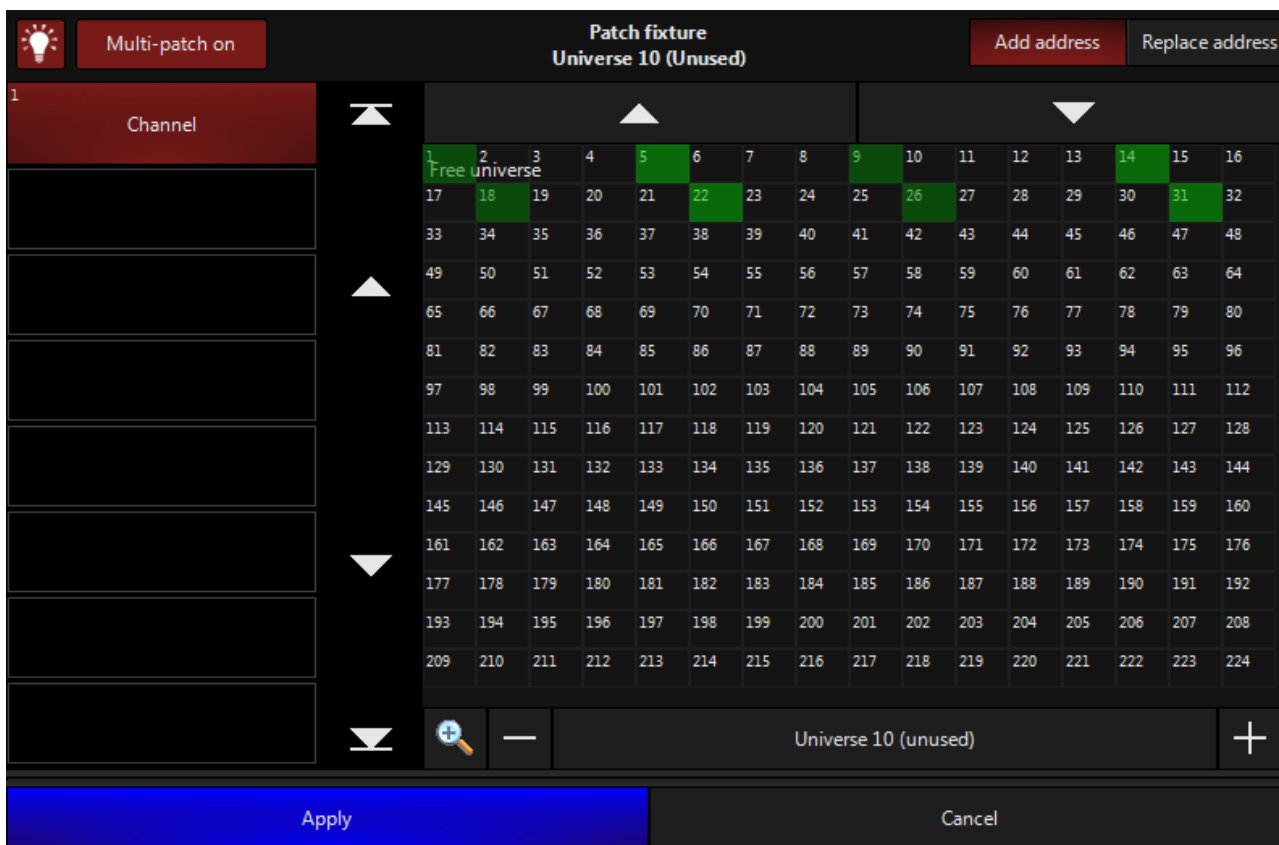 Multi-patch on
Patch fixture
Universe 10 (Unused)
Add address
Replace address
1
Channel
1 2 3 4 5 6 7 8 9 10 11 12 13 14 15 16
Free universe
17 18 19 20 21 22 23 24 25 26 27 28 29 30 31 32
33 34 35 36 37 38 39 40 41 42 43 44 45 46 47 48
49 50 51 52 53 54 55 56 57 58 59 60 61 62 63 64
65 66 67 68 69 70 71 72 73 74 75 76 77 78 79 80
81 82 83 84 85 86 87 88 89 90 91 92 93 94 95 96
97 98 99 100 101 102 103 104 105 106 107 108 109 110 111 112
113 114 115 116 117 118 119 120 121 122 123 124 125 126 127 128
129 130 131 132 133 134 135 136 137 138 139 140 141 142 143 144
145 146 147 148 149 150 151 152 153 154 155 156 157 158 159 160
161 162 163 164 165 166 167 168 169 170 171 172 173 174 175 176
177 178 179 180 181 182 183 184 185 186 187 188 189 190 191 192
193 194 195 196 197 198 199 200 201 202 203 204 205 206 207 208
209 210 211 212 213 214 215 216 217 218 219 220 221 222 223 224
Universe 10 (unused)
Apply
Cancel